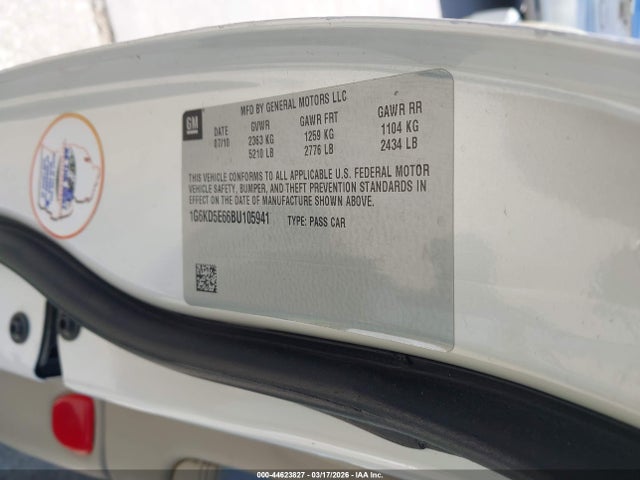 GM
MFD BY GENERAL MOTORS LLC
DATE GVWR GAWR FRT GAWR RR
07/10 2363 KG 1259 KG 1104 KG
5210 LB 2776 LB 2434 LB
THIS VEHICLE CONFORMS TO ALL APPLICABLE U.S. FEDERAL MOTOR
VEHICLE SAFETY, BUMPER, AND THEFT PREVENTION STANDARDS IN
EFFECT ON THE DATE OF MANUFACTURE SHOWN ABOVE.
1G6KD5E66BU105941 TYPE: PASS CAR
000-44623827 - 03/17/2026 - IAA Inc.